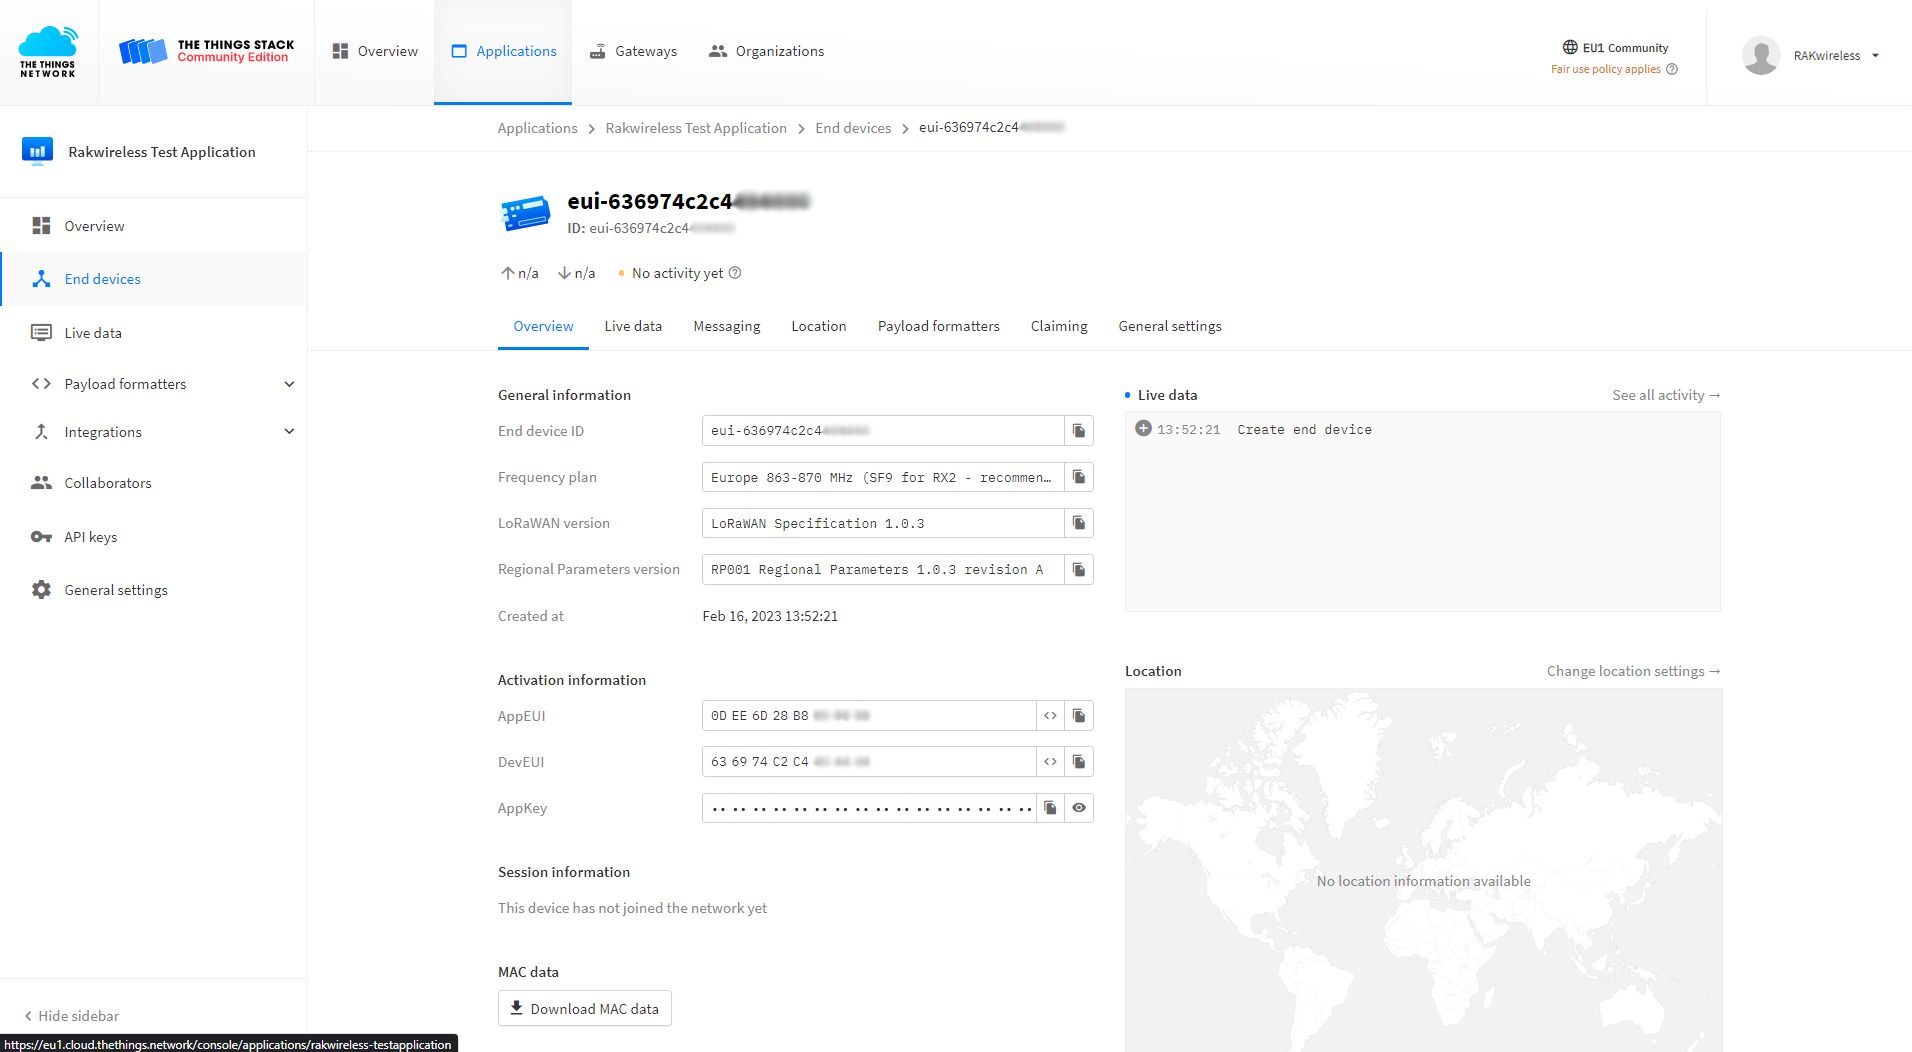 THE THINGS
NETWORK
THE THINGS STACK
Community Edition
Overview
Applications
Gateways
Organizations
EU1 Community
Fair use policy applies
RAKwireless
Rakwireless Test Application
Overview
End devices
Live data
Payload formatters
Integrations
Collaborators
API keys
General settings
Hide sidebar
https://eu1.cloud.thethings.network/console/applications/rakwireless-testapplication
Applications > Rakwireless Test Application > End devices > eui-636974c2c4
eui-636974c2c4
ID: eui-636974c2c4
n/a n/a No activity yet
Overview Live data Messaging Location Payload formatters Claiming General settings
General information
End device ID eui-636974c2c4
Frequency plan Europe 863-870 MHz (SF9 for RX2 - recommen…
LoRaWAN version LoRaWAN Specification 1.0.3
Regional Parameters version RP001 Regional Parameters 1.0.3 revision A
Created at Feb 16, 2023 13:52:21
Activation information
AppEUI 0D EE 6D 28 B8
DevEUI 63 69 74 C2 C4
AppKey
Session information
This device has not joined the network yet
MAC data
Download MAC data
Live data See all activity →
13:52:21 Create end device
Location Change location settings →
No location information available